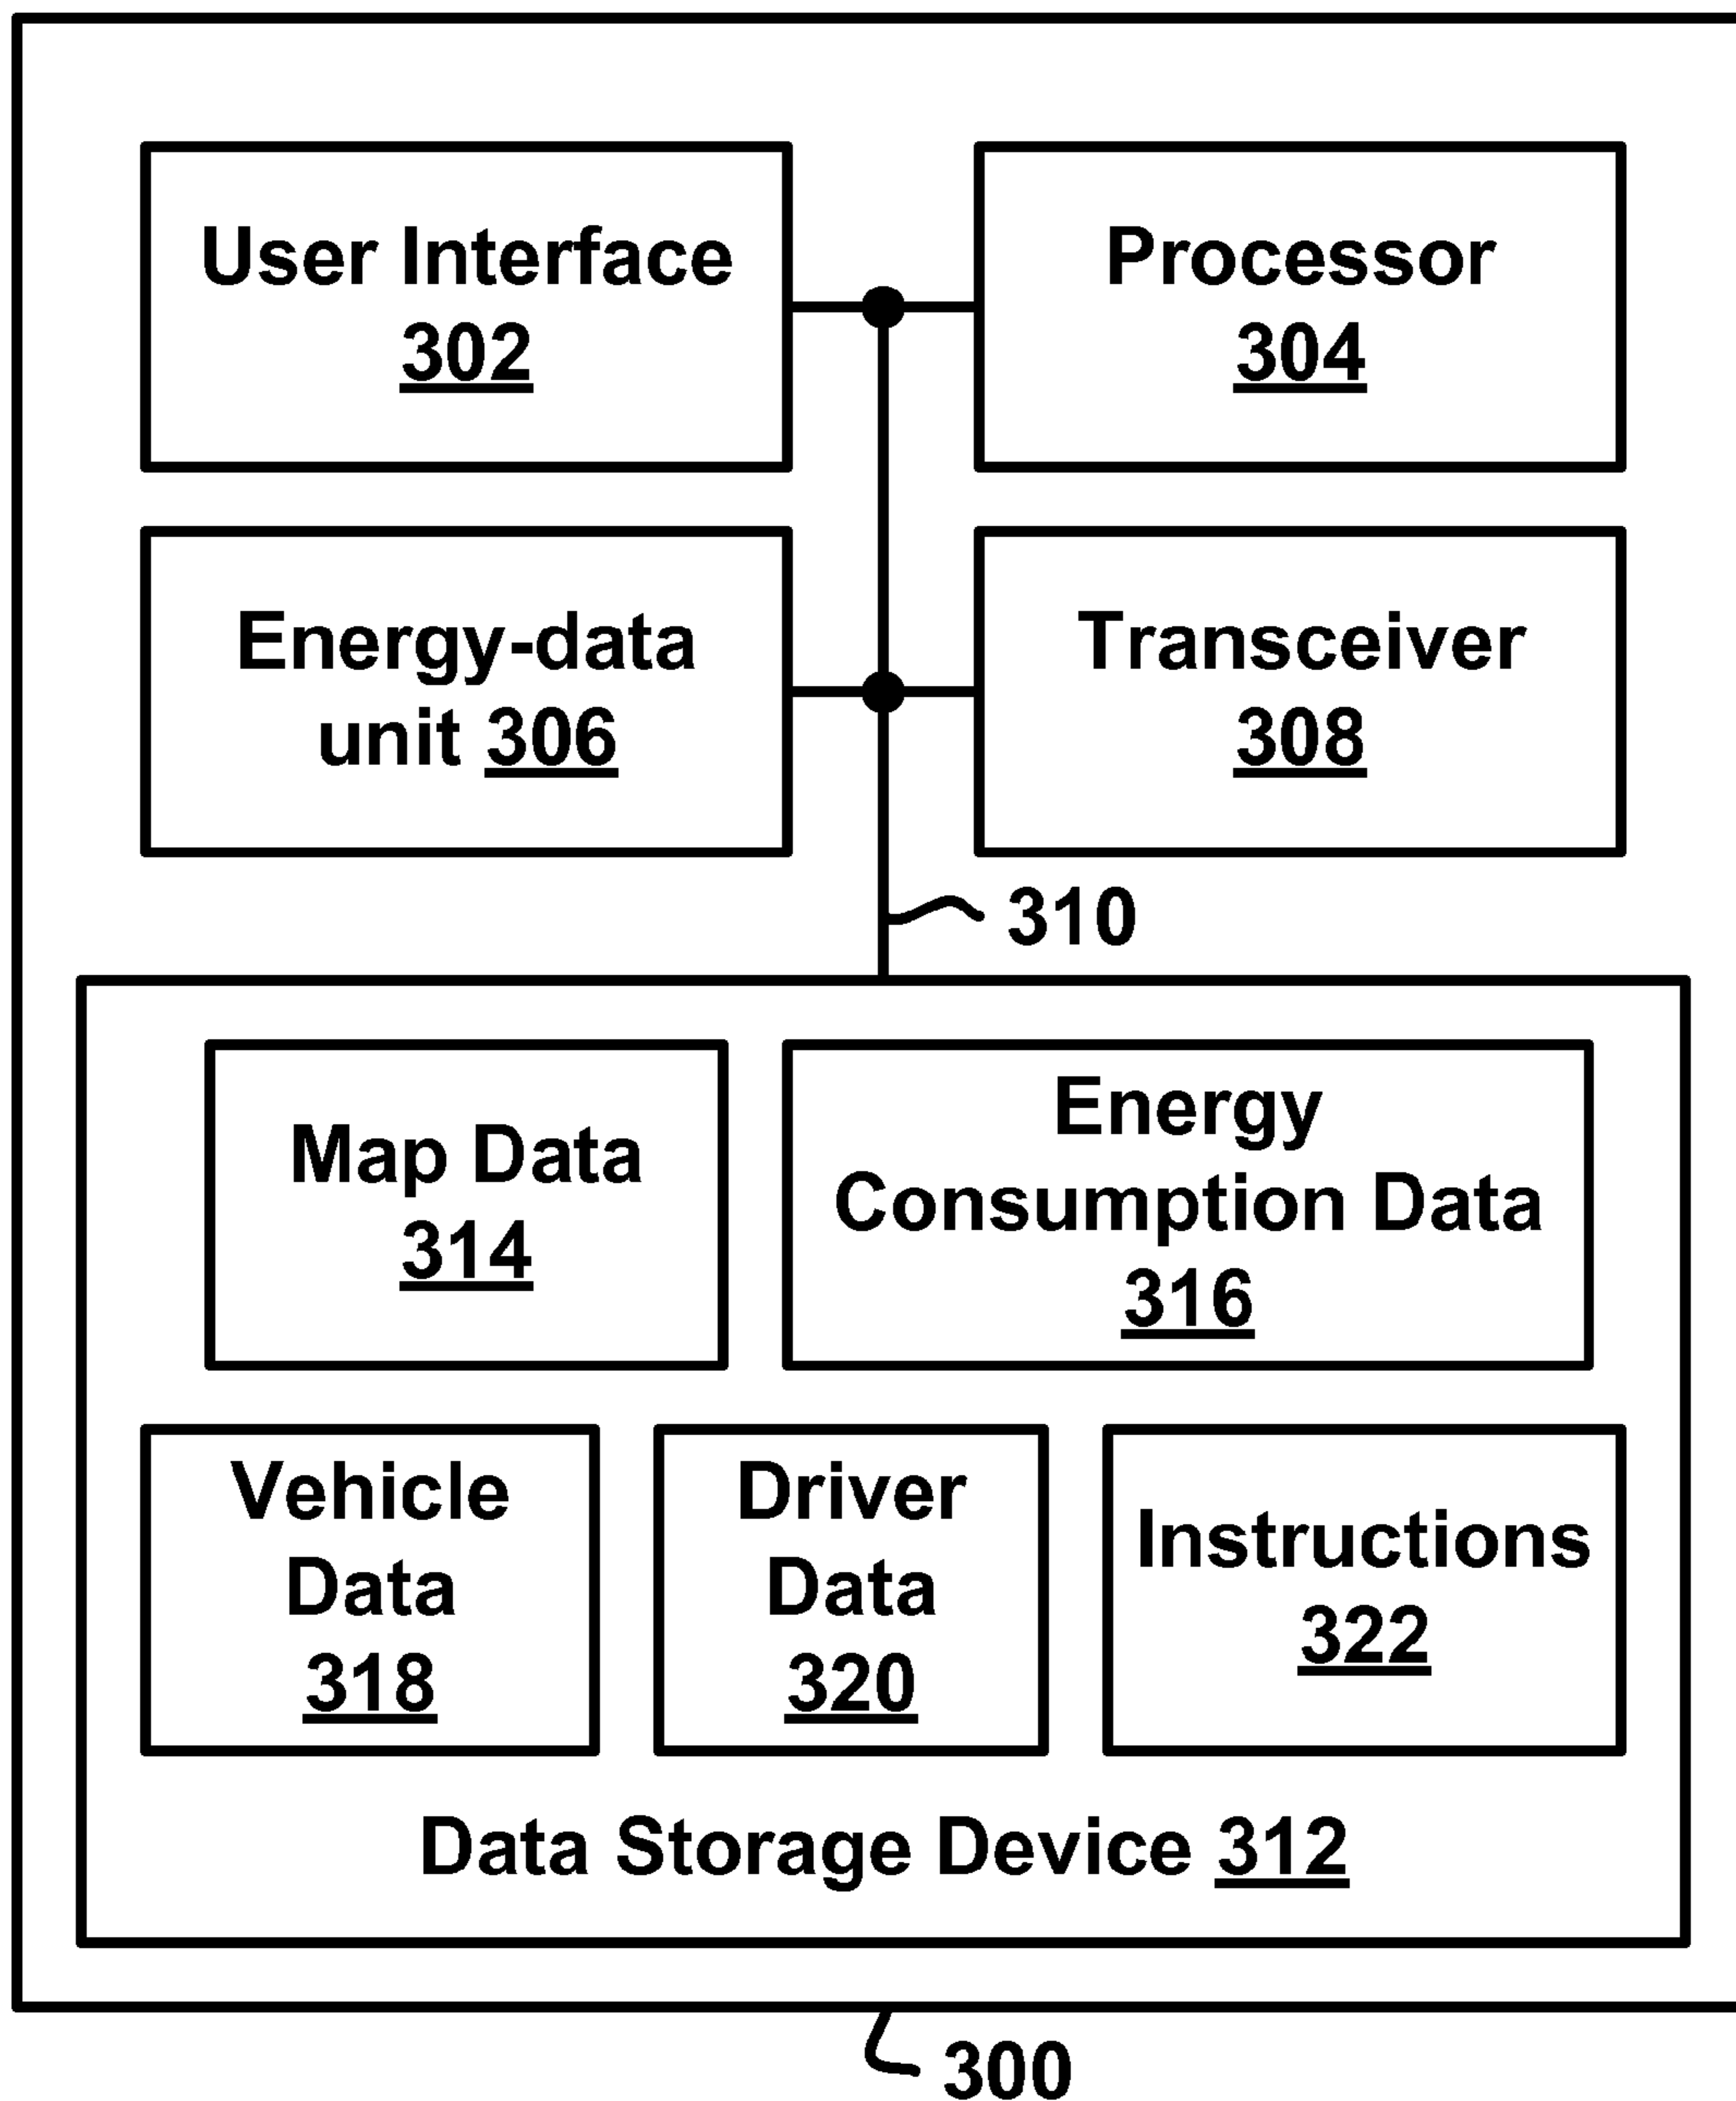 User Interface
302
Processor
304
Energy-data
unit 306
Transceiver
308
310
Map Data
314
Energy
Consumption Data
316
Vehicle
Data
318
Driver
Data
320
Instructions
322
Data Storage Device 312
300